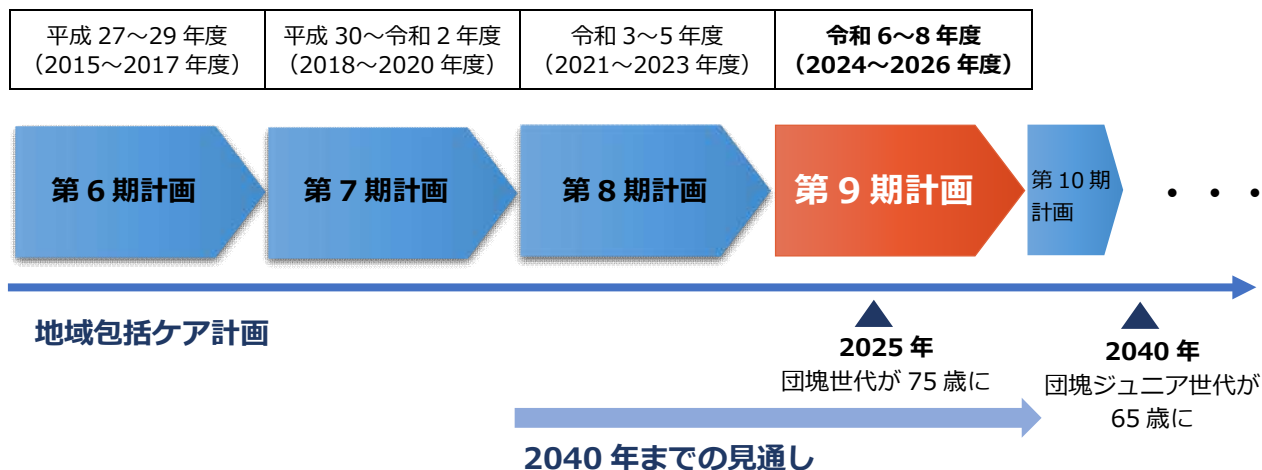 平成 27～29 年度
（2015～2017 年度）
平成 30～令和 2 年度
（2018～2020 年度）
令和 3～5 年度
（2021～2023 年度）
令和 6～8 年度
（2024～2026 年度）
第 6 期計画
第 7 期計画
第 8 期計画
第 9 期計画
第 10 期
計画
・・・
地域包括ケア計画
2025 年
団塊世代が 75 歳に
2040 年
団塊ジュニア世代が
65 歳に
2040 年までの見通し